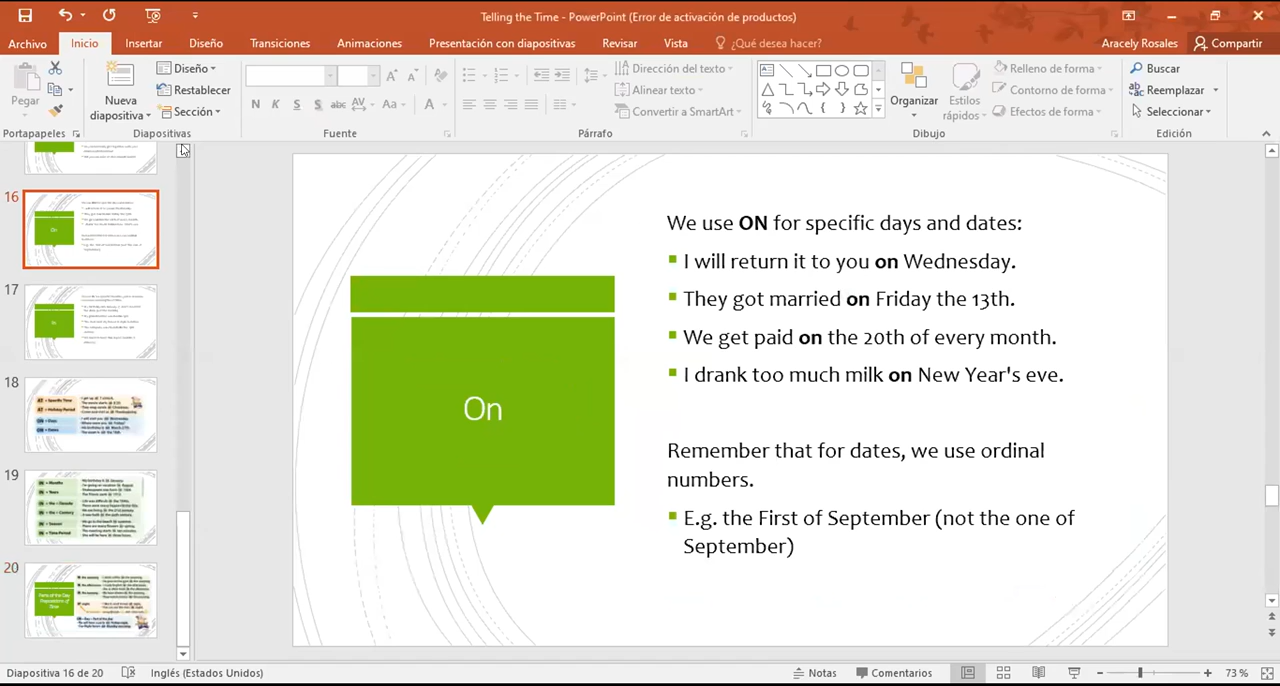 Telling the Time - PowerPoint (Error de activación de productos)
Archivo Inicio Insertar Diseño Transiciones Animaciones Presentación con diapositivas Revisar Vista ¿Qué desea hacer? Aracely Rosales Compartir
Pegar
Nueva diapositiva
Diseño
Restablecer
Sección
N K S S abc AV Aa A
Dirección del texto
Alinear texto
Convertir a SmartArt
Organizar
Estilos rápidos
Relleno de forma
Contorno de forma
Efectos de forma
Buscar
Reemplazar
Seleccionar
Portapapeles Diapositivas Fuente Párrafo Dibujo Edición
16
On
17
18
19
20
On
We use ON for specific days and dates:
I will return it to you on Wednesday.
They got married on Friday the 13th.
We get paid on the 20th of every month.
I drank too much milk on New Year's eve.
Remember that for dates, we use ordinal
numbers.
E.g. the First of September (not the one of
September)
Diapositiva 16 de 20 Inglés (Estados Unidos) Notas Comentarios 73 %